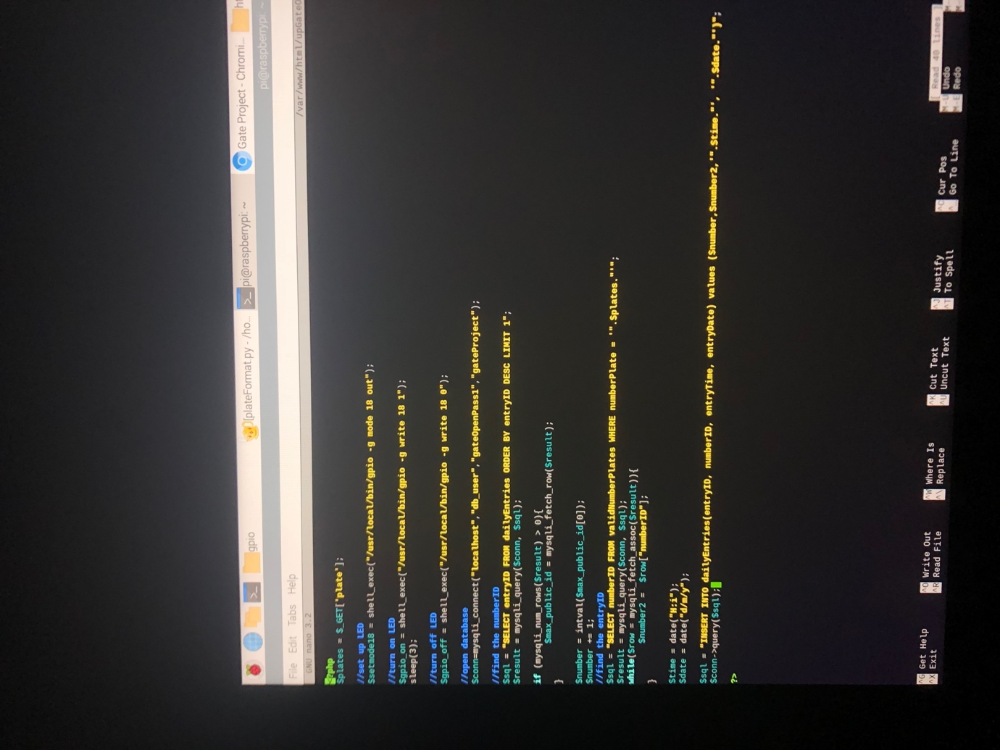 gpio
[plateFormat.py - /ho...
pi@raspberrypi: ~
Gate Project - Chromi...
pi@raspberrypi: ~
File Edit Tabs Help
GNU nano 3.2
/var/www/html/upGateO
<?php
$plates = $_GET['plate'];
//set up LED
$setmode18 = shell_exec("/usr/local/bin/gpio -g mode 18 out");
//turn on LED
$gpio_on = shell_exec("/usr/local/bin/gpio -g write 18 1");
sleep(3);
//turn off LED
$gpio_off = shell_exec("/usr/local/bin/gpio -g write 18 0");
//open database
$conn=mysqli_connect("localhost","db_user","gateOpenPass1","gateProject");
//find the numberID
$sql = "SELECT entryID FROM dailyEntries ORDER BY entryID DESC LIMIT 1";
$result = mysqli_query($conn, $sql);
if (mysqli_num_rows($result) > 0){
$max_public_id = mysqli_fetch_row($result);
}
$number = intval($max_public_id[0]);
$number += 1;
//find the entryID
$sql = "SELECT numberID FROM validNumberPlates WHERE numberPlate = '".$plates."'";
$result = mysqli_query($conn, $sql);
while($row = mysqli_fetch_assoc($result)){
$number2 = $row["numberID"];
}
$time = date("H:i");
$date = date("d/m/y");
$sql = "INSERT INTO dailyEntries(entryID, numberID, entryTime, entryDate) values ($number,$number2,'".$time."', '".$date."')";
$conn->query($sql);
?>
[ Read 40 lines ]
^G Get Help ^O Write Out ^W Where Is ^K Cut Text ^J Justify ^C Cur Pos M-U Undo
^X Exit ^R Read File ^\ Replace ^U Uncut Text ^T To Spell ^_ Go To Line M-E Redo